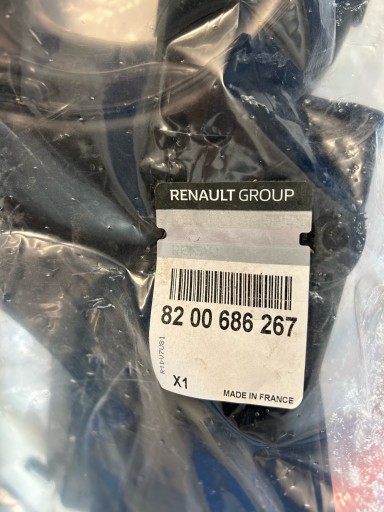 RENAULT GROUP
82 00 686 267
X1
MADE IN FRANCE